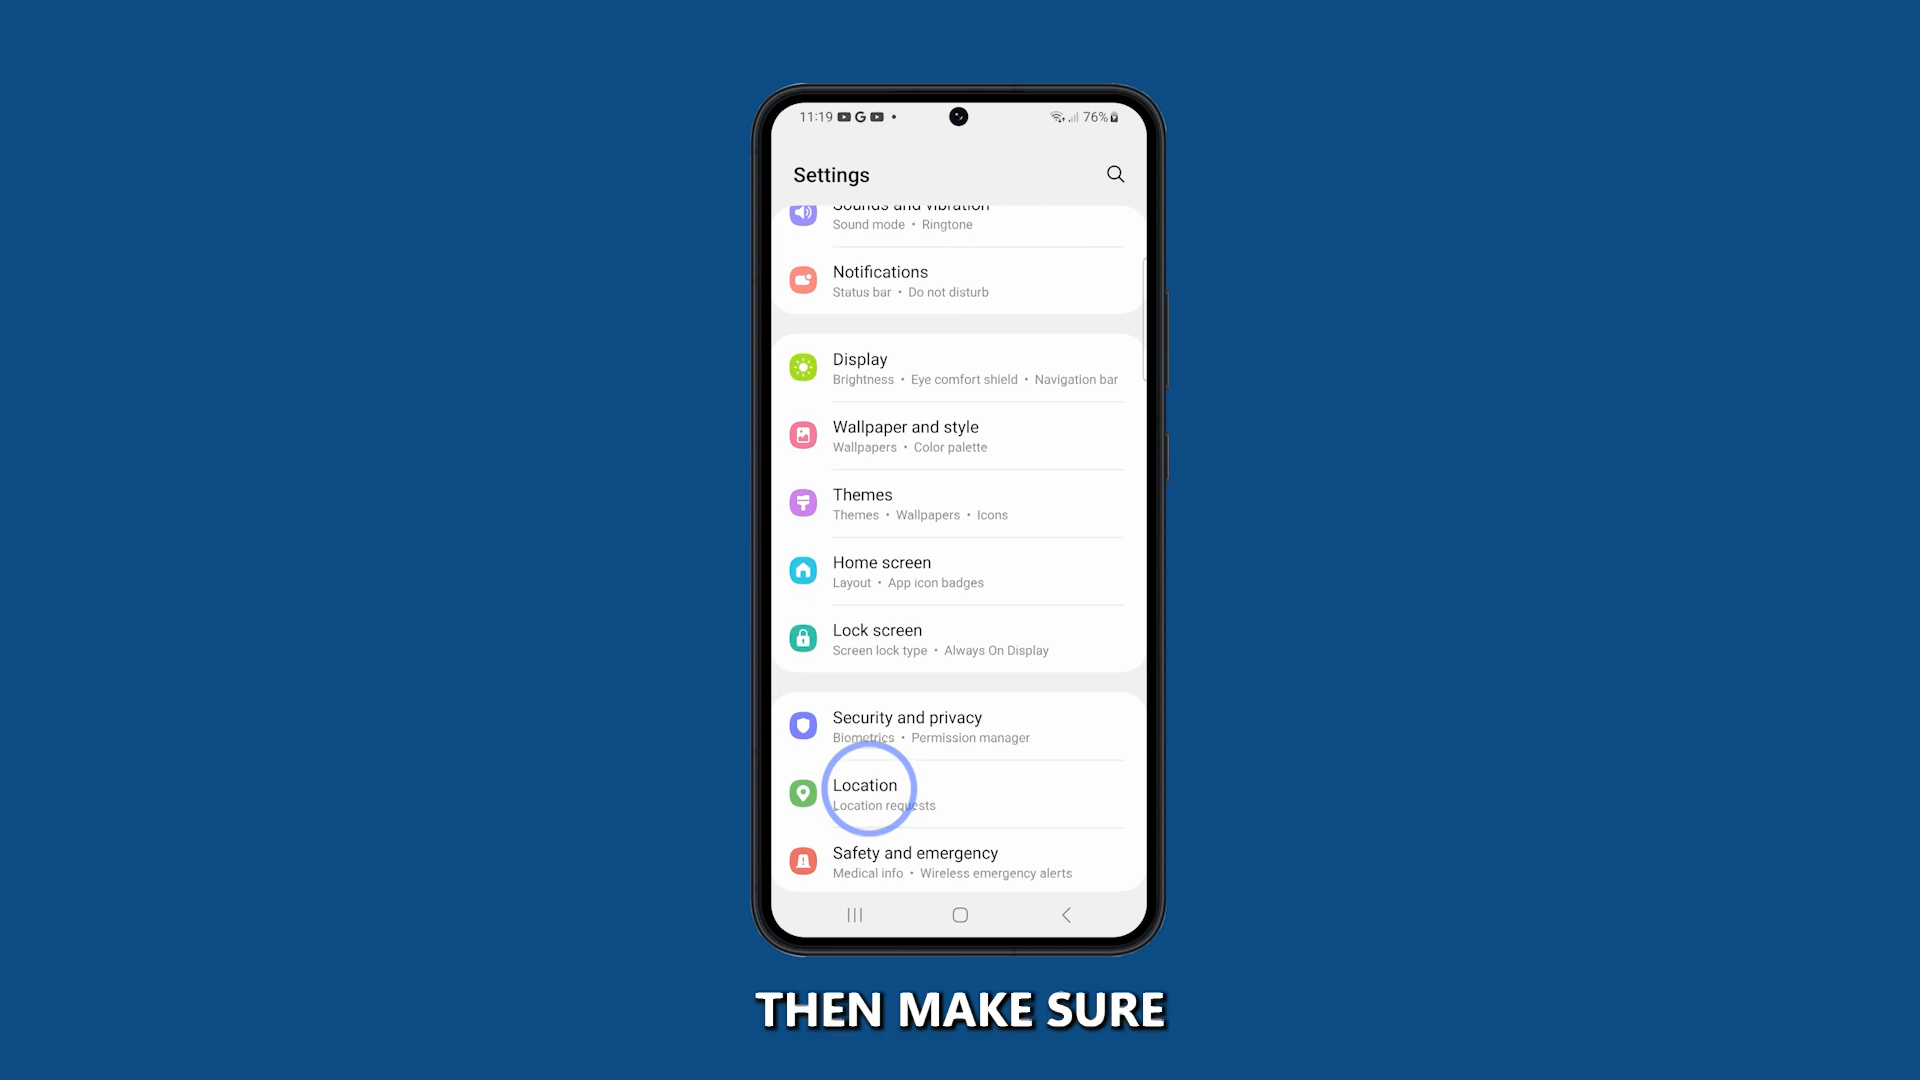 11:19
76%
Settings
Sounds and vibration
Sound mode • Ringtone
Notifications
Status bar • Do not disturb
Display
Brightness • Eye comfort shield • Navigation bar
Wallpaper and style
Wallpapers • Color palette
Themes
Themes • Wallpapers • Icons
Home screen
Layout • App icon badges
Lock screen
Screen lock type • Always On Display
Security and privacy
Biometrics • Permission manager
Location
Location requests
Safety and emergency
Medical info • Wireless emergency alerts
THEN MAKE SURE